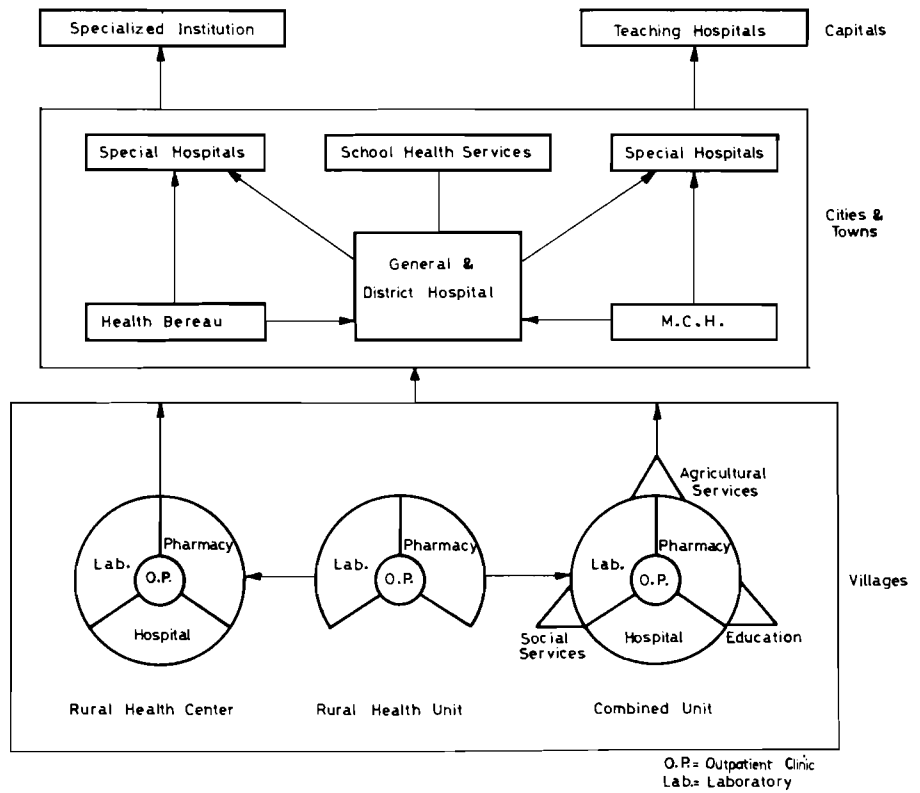 Specialized Institution
Teaching Hospitals
Capitals
Special Hospitals
School Health Services
Special Hospitals
Cities &
Towns
General &
District Hospital
Health Bereau
M.C.H.
Agricultural
Services
Lab.
Pharmacy
O.P.
Hospital
Lab.
Pharmacy
O.P.
Lab.
Pharmacy
O.P.
Hospital
Social
Services
Education
Villages
Rural Health Center
Rural Health Unit
Combined Unit
O.P.= Outpatient Clinic
Lab.= Laboratory